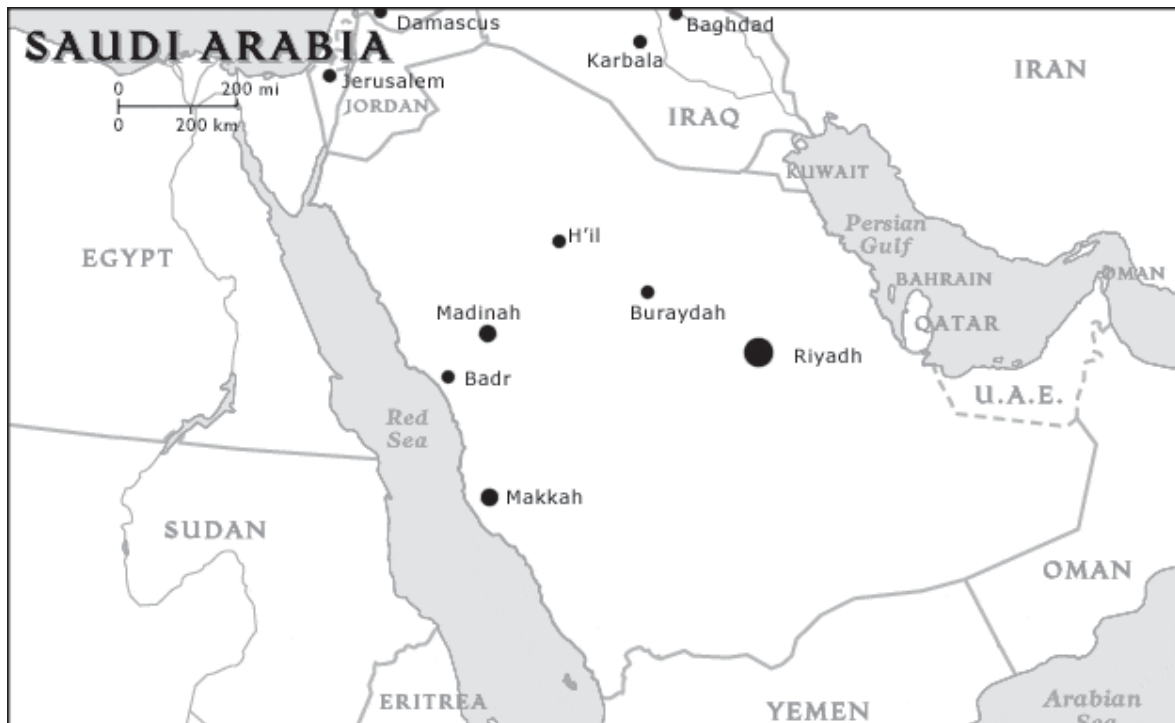 Damascus
Baghdad
SAUDI ARABIA
Karbala
IRAN
Jerusalem
0 200 mi
JORDAN
0 200 km
IRAQ
KUWAIT
Persian
Gulf
H'il
EGYPT
OMAN
BAHRAIN
Madinah
Buraydah
QATAR
Riyadh
Badr
U.A.E.
Red
Sea
Makkah
SUDAN
OMAN
ERITREA
YEMEN
Arabian
Sea